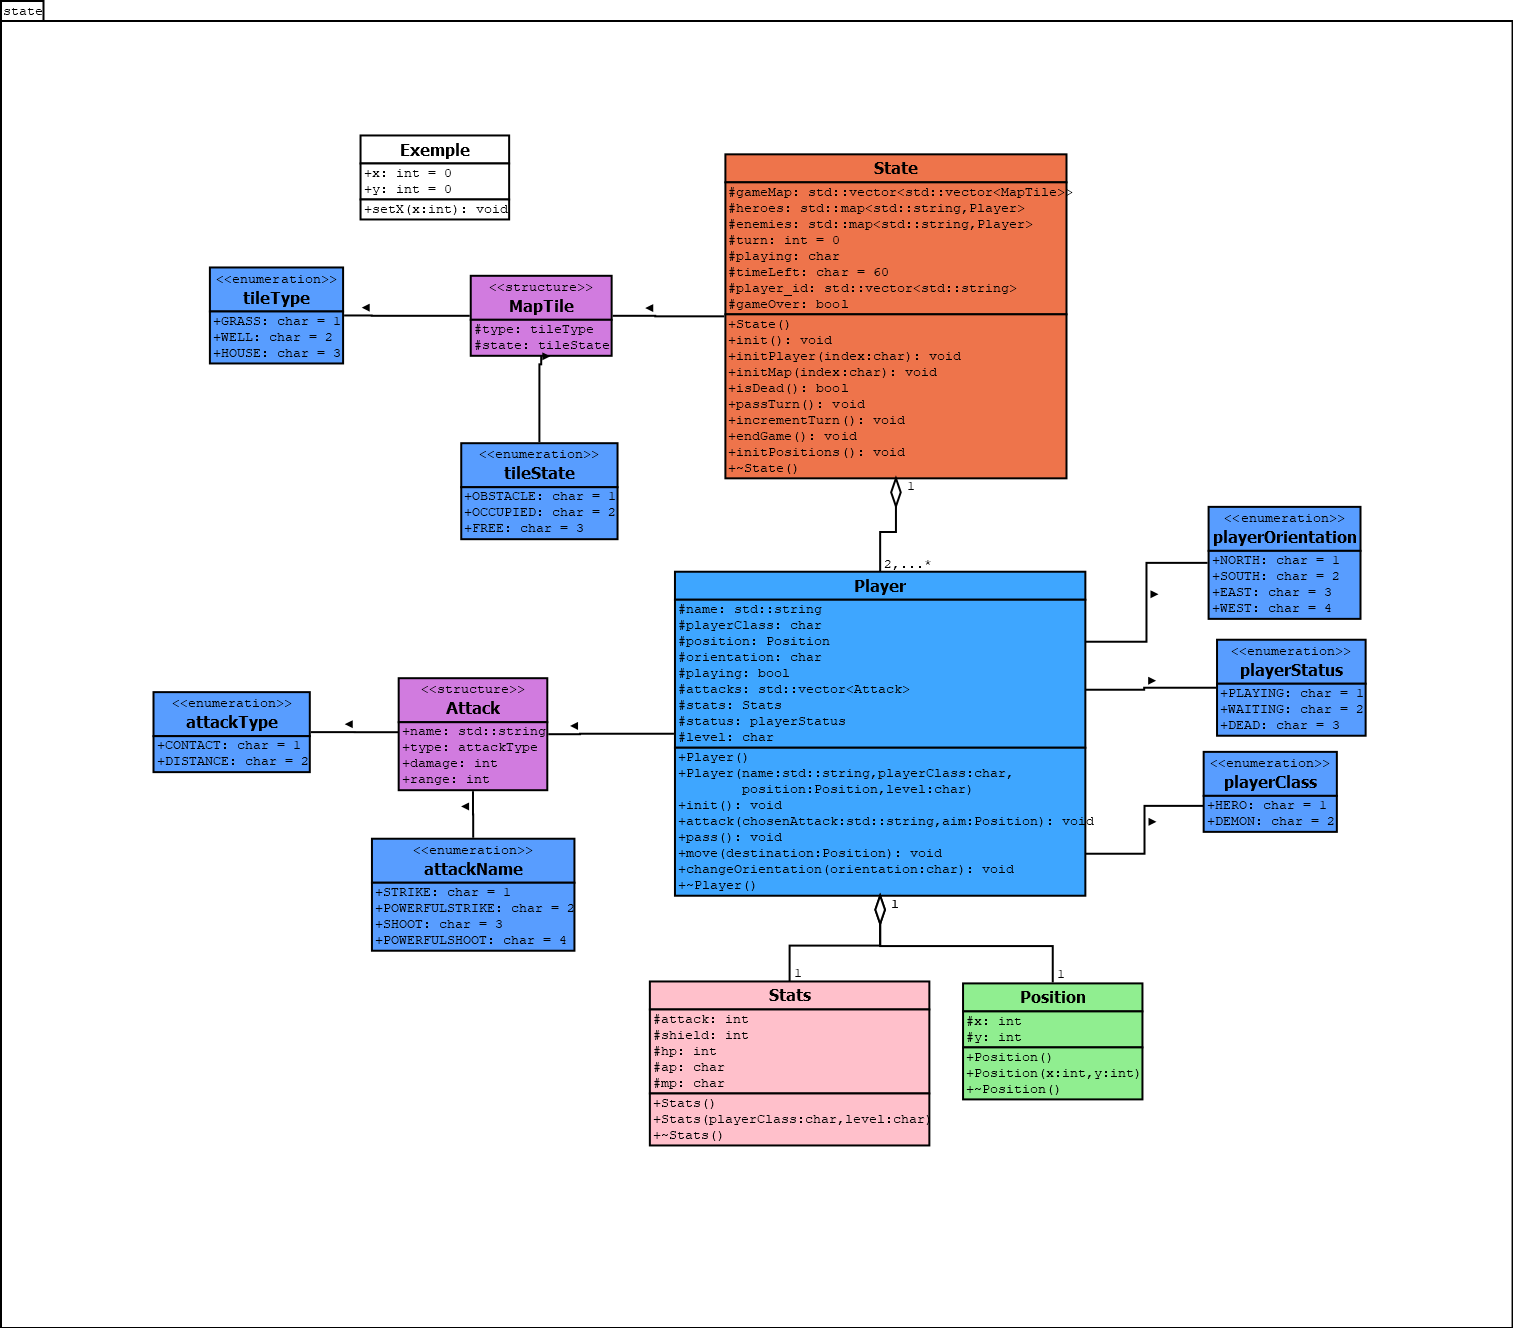 state
Exemple
+x: int = 0
+y: int = 0
+setX(x:int): void
State
#gameMap: std::vector<std::vector<MapTile>>
#heroes: std::map<std::string,Player>
#enemies: std::map<std::string,Player>
#turn: int = 0
#playing: char
#timeLeft: char = 60
#player_id: std::vector<std::string>
#gameOver: bool
+State()
+init(): void
+initPlayer(index:char): void
+initMap(index:char): void
+isDead(): bool
+passTurn(): void
+incrementTurn(): void
+endGame(): void
+initPositions(): void
+~State()
<<enumeration>>
tileType
+GRASS: char = 1
+WELL: char = 2
+HOUSE: char = 3
<<structure>>
MapTile
#type: tileType
#state: tileState
<<enumeration>>
tileState
+OBSTACLE: char = 1
+OCCUPIED: char = 2
+FREE: char = 3
1
2,...*
Player
#name: std::string
#playerClass: char
#position: Position
#orientation: char
#playing: bool
#attacks: std::vector<Attack>
#stats: Stats
#status: playerStatus
#level: char
+Player()
+Player(name:std::string,playerClass:char,
position:Position,level:char)
+init(): void
+attack(chosenAttack:std::string,aim:Position): void
+pass(): void
+move(destination:Position): void
+changeOrientation(orientation:char): void
+~Player()
<<enumeration>>
playerOrientation
+NORTH: char = 1
+SOUTH: char = 2
+EAST: char = 3
+WEST: char = 4
<<enumeration>>
playerStatus
+PLAYING: char = 1
+WAITING: char = 2
+DEAD: char = 3
<<enumeration>>
playerClass
+HERO: char = 1
+DEMON: char = 2
<<enumeration>>
attackType
+CONTACT: char = 1
+DISTANCE: char = 2
<<structure>>
Attack
+name: std::string
+type: attackType
+damage: int
+range: int
<<enumeration>>
attackName
+STRIKE: char = 1
+POWERFULSTRIKE: char = 2
+SHOOT: char = 3
+POWERFULSHOOT: char = 4
1
1
1
Stats
#attack: int
#shield: int
#hp: int
#ap: char
#mp: char
+Stats()
+Stats(playerClass:char,level:char)
+~Stats()
Position
#x: int
#y: int
+Position()
+Position(x:int,y:int)
+~Position()